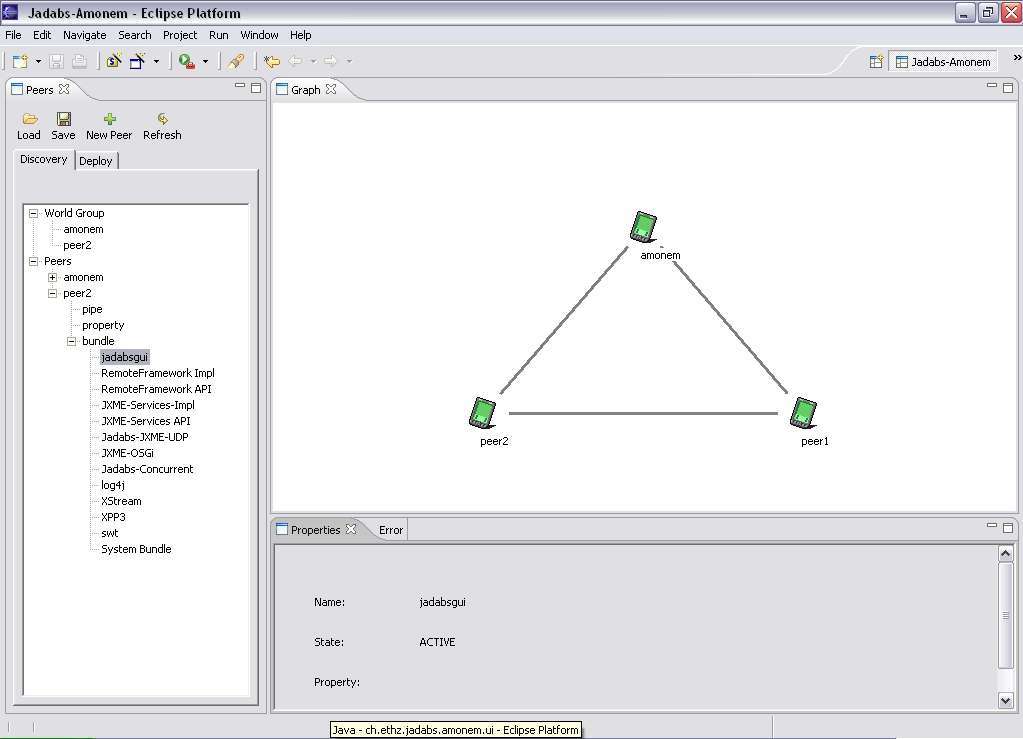 Jadabs-Amonem - Eclipse Platform
File Edit Navigate Search Project Run Window Help
Jadabs-Amonem »
Peers
Load Save New Peer Refresh
Discovery Deploy
World Group
amonem
peer2
Peers
amonem
peer2
pipe
property
bundle
jadabsgui
RemoteFramework Impl
RemoteFramework API
JXME-Services-Impl
JXME-Services API
Jadabs-JXME-UDP
JXME-OSGi
Jadabs-Concurrent
log4j
XStream
XPP3
swt
System Bundle
Graph
amonem
peer2
peer1
Properties Error
Name: jadabsgui
State: ACTIVE
Property:
Java - ch.ethz.jadabs.amonem.ui - Eclipse Platform